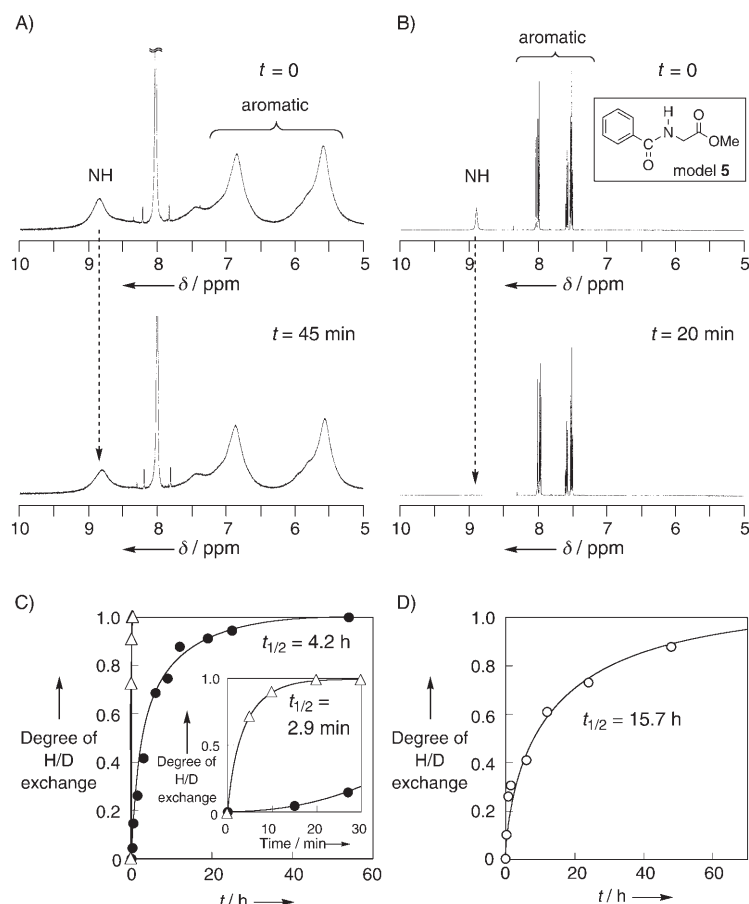 A)
t = 0
aromatic
NH
10 9 8 7 6 5
δ / ppm
t = 45 min
10 9 8 7 6 5
δ / ppm
B)
aromatic
t = 0
H
N
O
OMe
C
O
model 5
NH
10 9 8 7 6 5
δ / ppm
t = 20 min
10 9 8 7 6 5
δ / ppm
C)
1.0
0.8
0.6
0.4
0.2
0
Degree of
H/D
exchange
t1/2 = 4.2 h
1.0
0.5
0
Degree of
H/D
exchange
t1/2 =
2.9 min
0 10 20 30
Time / min
0 20 40 60
t / h
D)
1.0
0.8
0.6
0.4
0.2
0
Degree of
H/D
exchange
t1/2 = 15.7 h
0 20 40 60
t / h